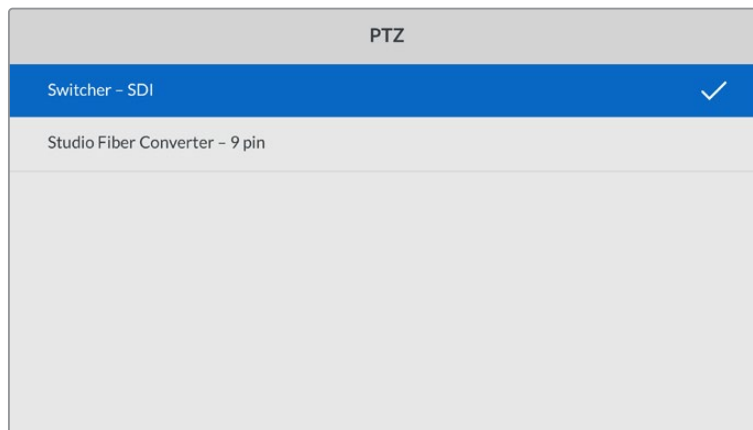 PTZ
Switcher – SDI
Studio Fiber Converter – 9 pin